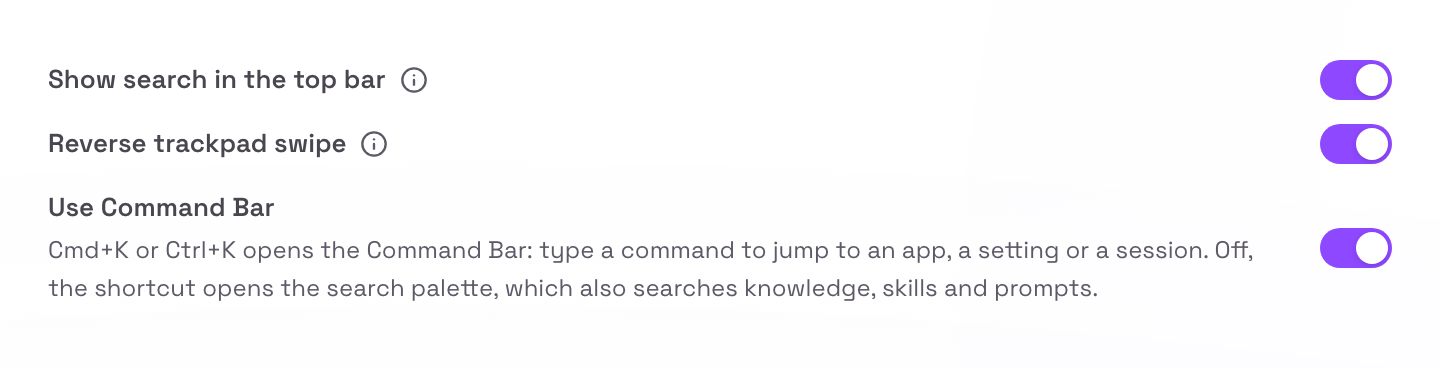 Show search in the top bar
Reverse trackpad swipe
Use Command Bar
Cmd+K or Ctrl+K opens the Command Bar: type a command to jump to an app, a setting or a session. Off,
the shortcut opens the search palette, which also searches knowledge, skills and prompts.